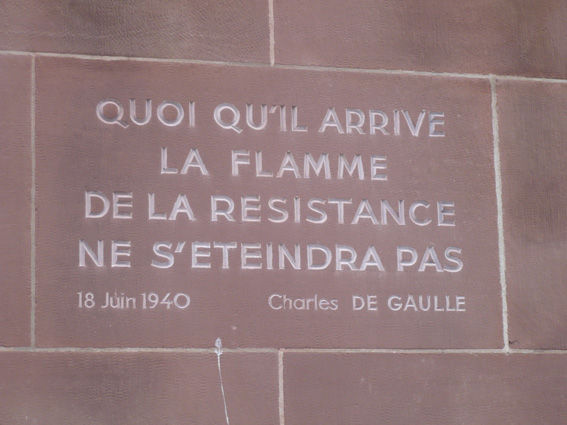 QUOI QU'IL ARRIVE
LA FLAMME
DE LA RESISTANCE
NE S'ETEINDRA PAS
18 Juin 1940 Charles DE GAULLE